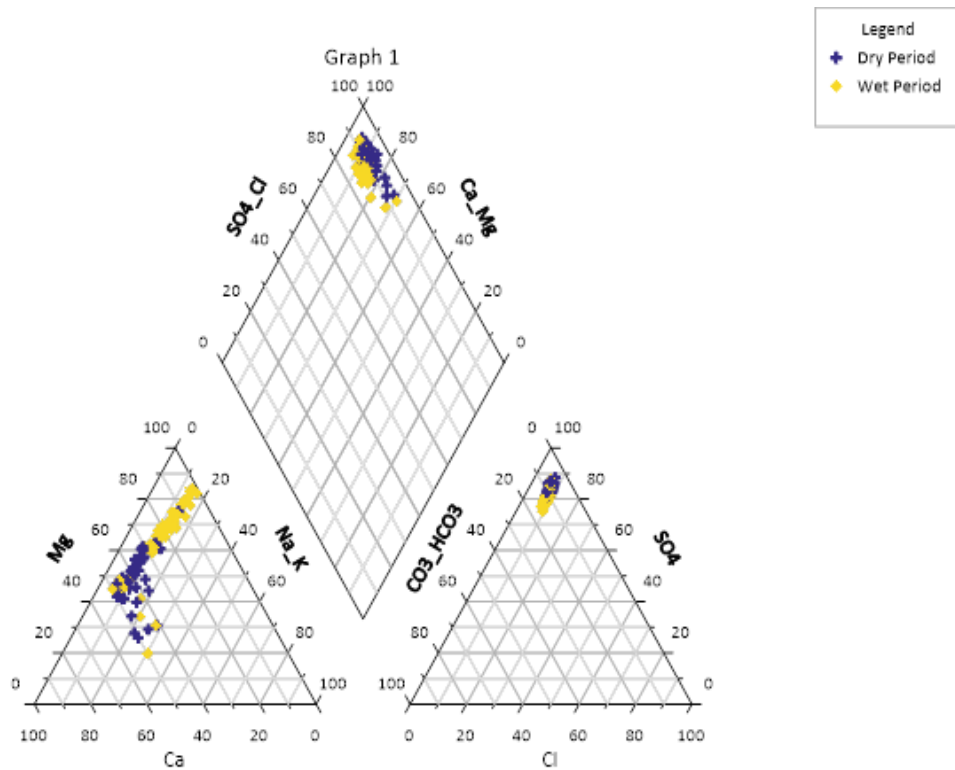 Legend
Dry Period
Wet Period
Graph 1
100 100
80 80
60 60
40 40
20 20
0 0
SO4_Cl
Ca_Mg
100 0
80 20
60 40
40 60
20 80
0 100
Mg
Na_K
100 80 60 40 20 0
Ca
0 100
20 80
40 60
60 40
80 20
100 0
CO3_HCO3
SO4
0 20 40 60 80 100
Cl